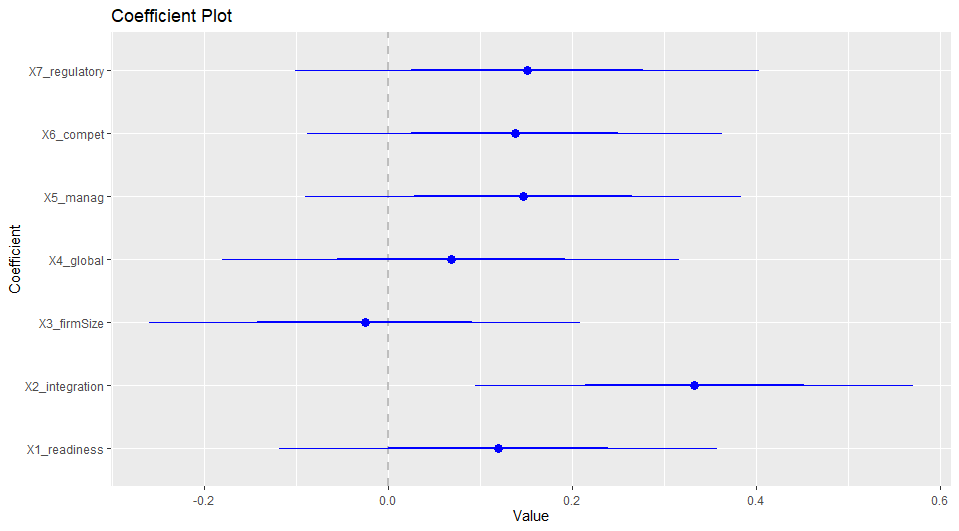 Coefficient Plot
Coefficient
X7_regulatory
X6_compet
X5_manag
X4_global
X3_firmSize
X2_integration
X1_readiness
-0.2 0.0 0.2 0.4 0.6
Value